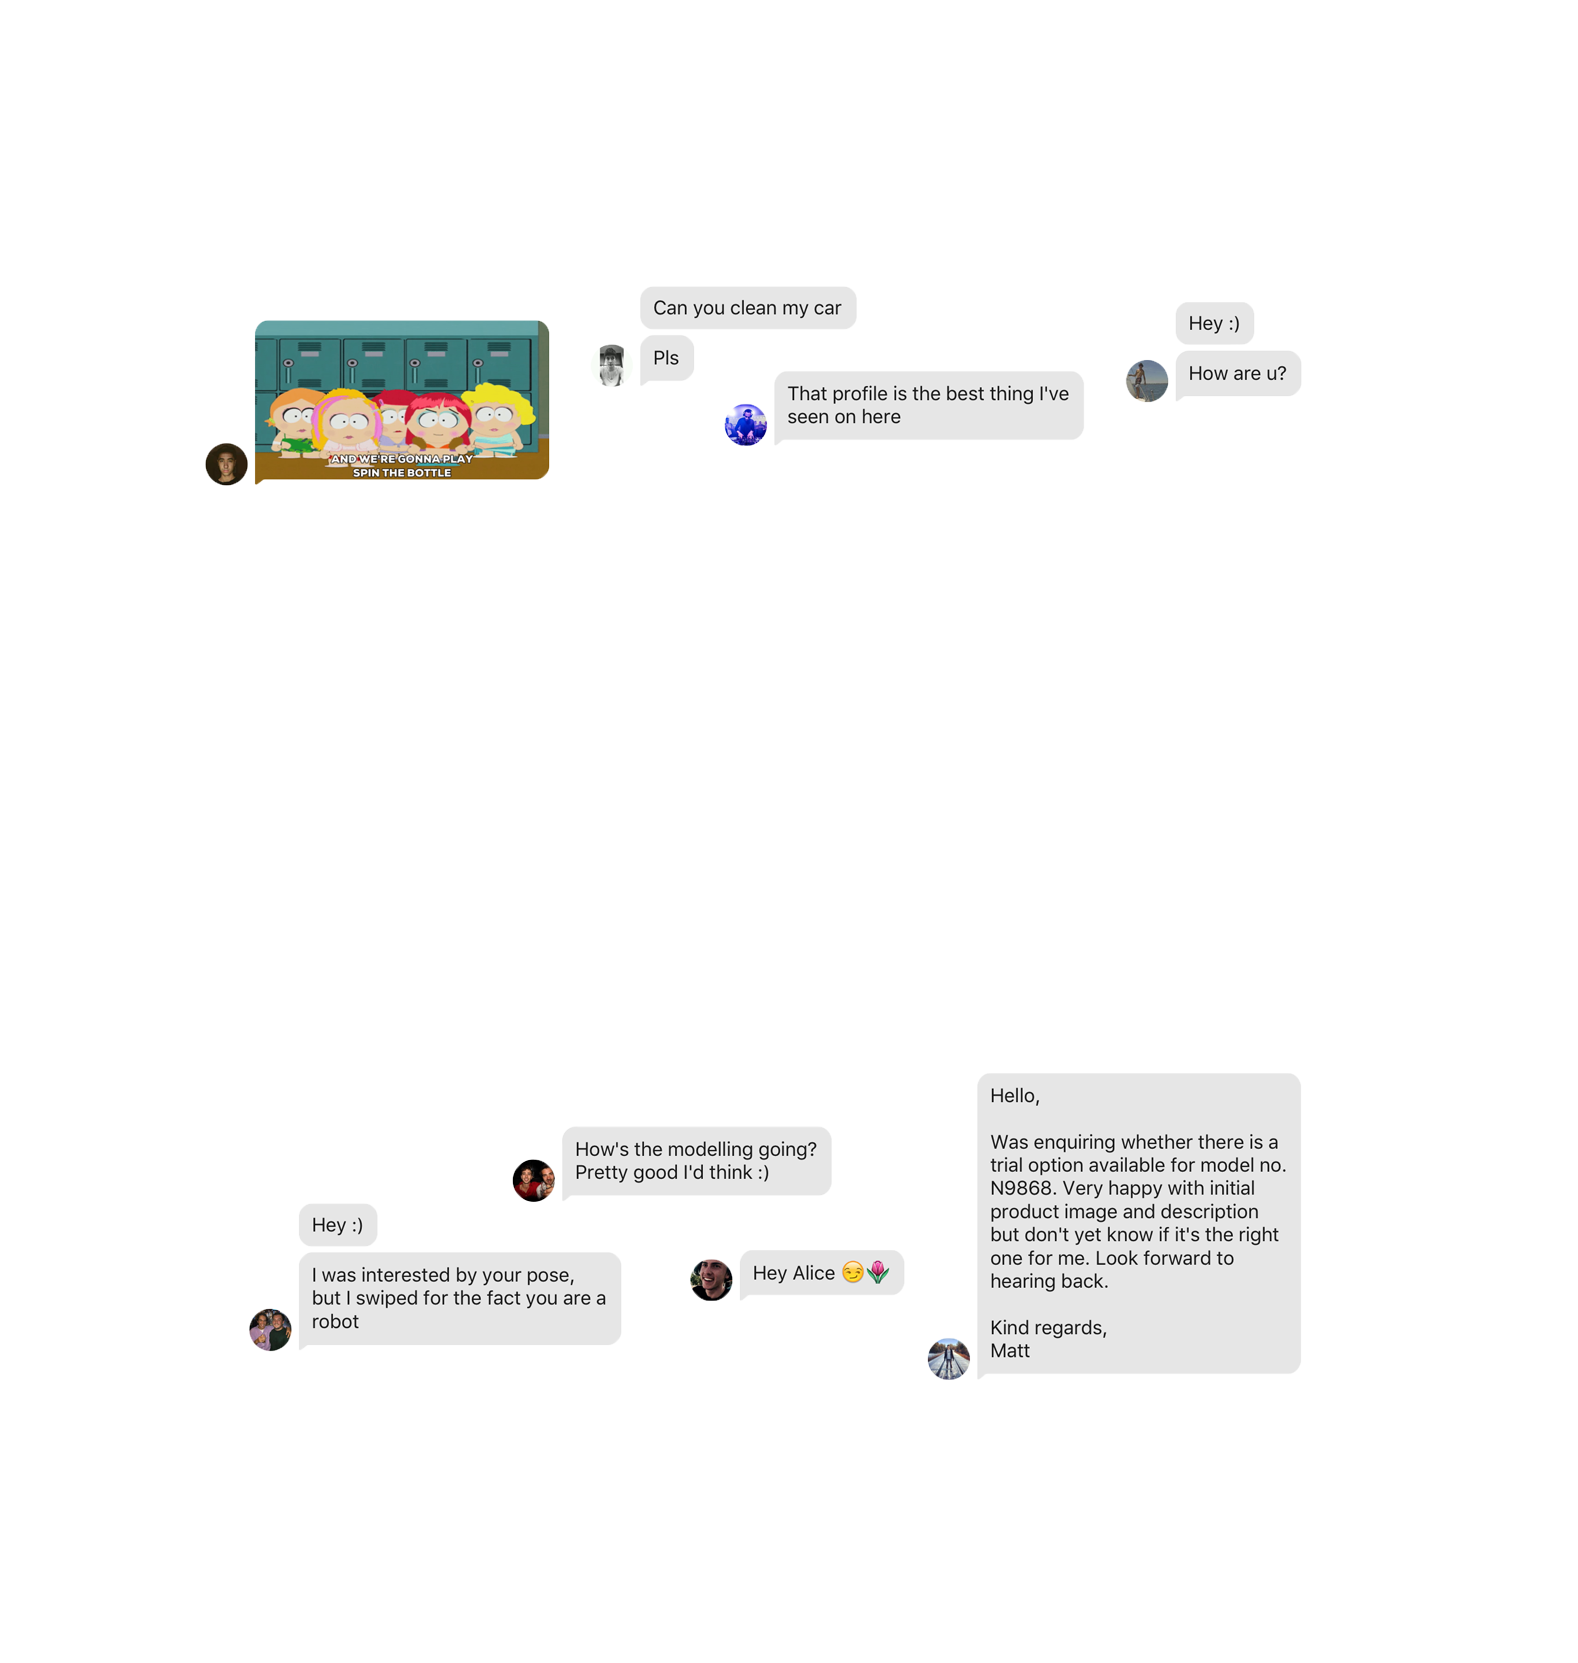 AND WE'RE GONNA PLAY
SPIN THE BOTTLE
Can you clean my car
Pls
That profile is the best thing I've
seen on here
Hey :)
How are u?
Hey :)
I was interested by your pose,
but I swiped for the fact you are a
robot
How's the modelling going?
Pretty good I'd think :)
Hey Alice 😏🌷
Hello,
Was enquiring whether there is a
trial option available for model no.
N9868. Very happy with initial
product image and description
but don't yet know if it's the right
one for me. Look forward to
hearing back.
Kind regards,
Matt